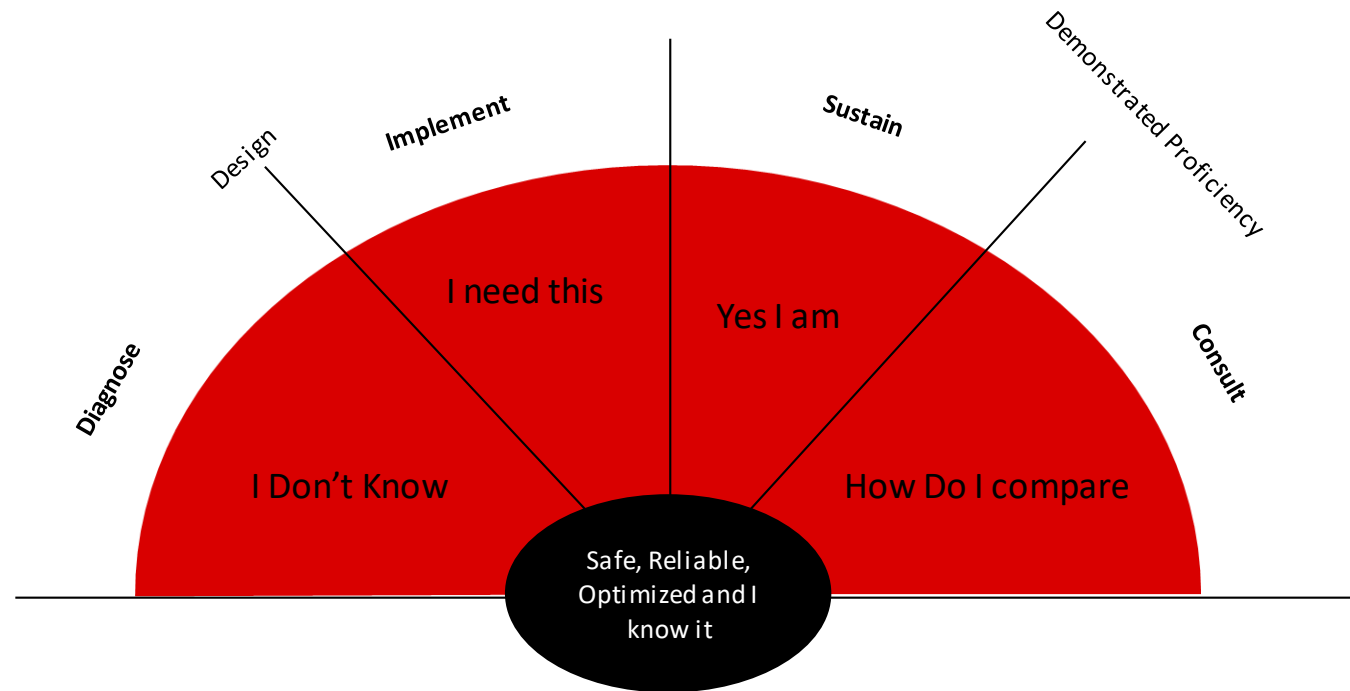 Diagnose
Design
Implement
Sustain
Demonstrated Proficiency
Consult
I Don’t Know
I need this
Yes I am
How Do I compare
Safe, Reliable,
Optimized and I
know it